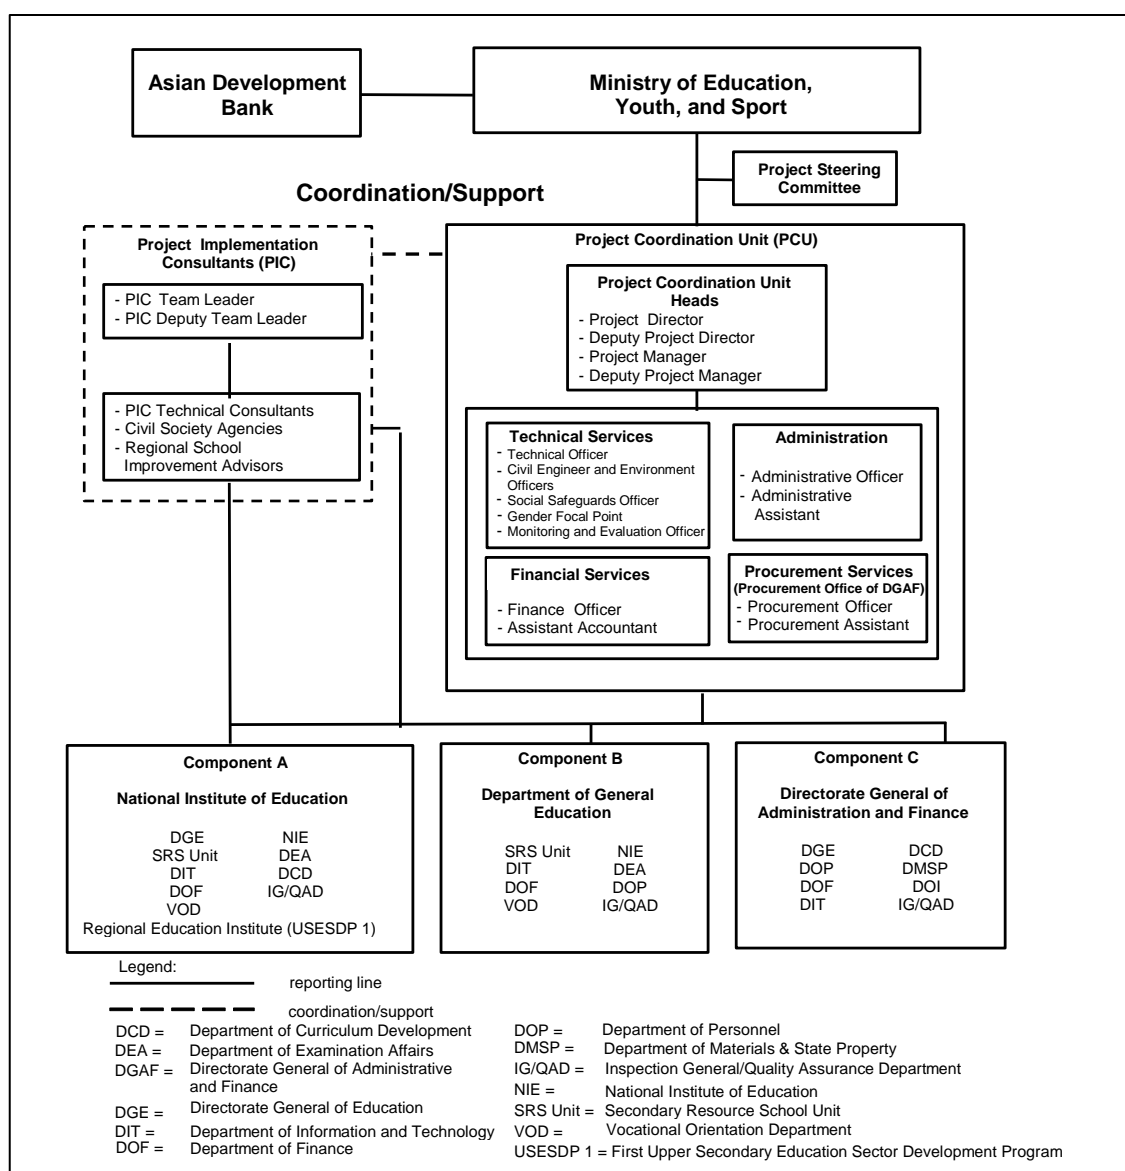 Asian Development
Bank
Ministry of Education,
Youth, and Sport
Project Steering
Committee
Coordination/Support
Project Implementation
Consultants (PIC)
- PIC Team Leader
- PIC Deputy Team Leader
- PIC Technical Consultants
- Civil Society Agencies
- Regional School
Improvement Advisors
Project Coordination Unit (PCU)
Project Coordination Unit
Heads
- Project Director
- Deputy Project Director
- Project Manager
- Deputy Project Manager
Technical Services
- Technical Officer
- Civil Engineer and Environment
Officers
- Social Safeguards Officer
- Gender Focal Point
- Monitoring and Evaluation Officer
Administration
- Administrative Officer
- Administrative
Assistant
Financial Services
- Finance Officer
- Assistant Accountant
Procurement Services
(Procurement Office of DGAF)
- Procurement Officer
- Procurement Assistant
Component A
National Institute of Education
DGE NIE
SRS Unit DEA
DIT DCD
DOF IG/QAD
VOD
Regional Education Institute (USESDP 1)
Component B
Department of General
Education
SRS Unit NIE
DIT DEA
DOF DOP
VOD IG/QAD
Component C
Directorate General of
Administration and Finance
DGE DCD
DOP DMSP
DOF DOI
DIT IG/QAD
Legend:
reporting line
coordination/support
DCD = Department of Curriculum Development
DEA = Department of Examination Affairs
DGAF = Directorate General of Administrative
and Finance
DGE = Directorate General of Education
DIT = Department of Information and Technology
DOF = Department of Finance
DOP = Department of Personnel
DMSP = Department of Materials & State Property
IG/QAD = Inspection General/Quality Assurance Department
NIE = National Institute of Education
SRS Unit = Secondary Resource School Unit
VOD = Vocational Orientation Department
USESDP 1 = First Upper Secondary Education Sector Development Program